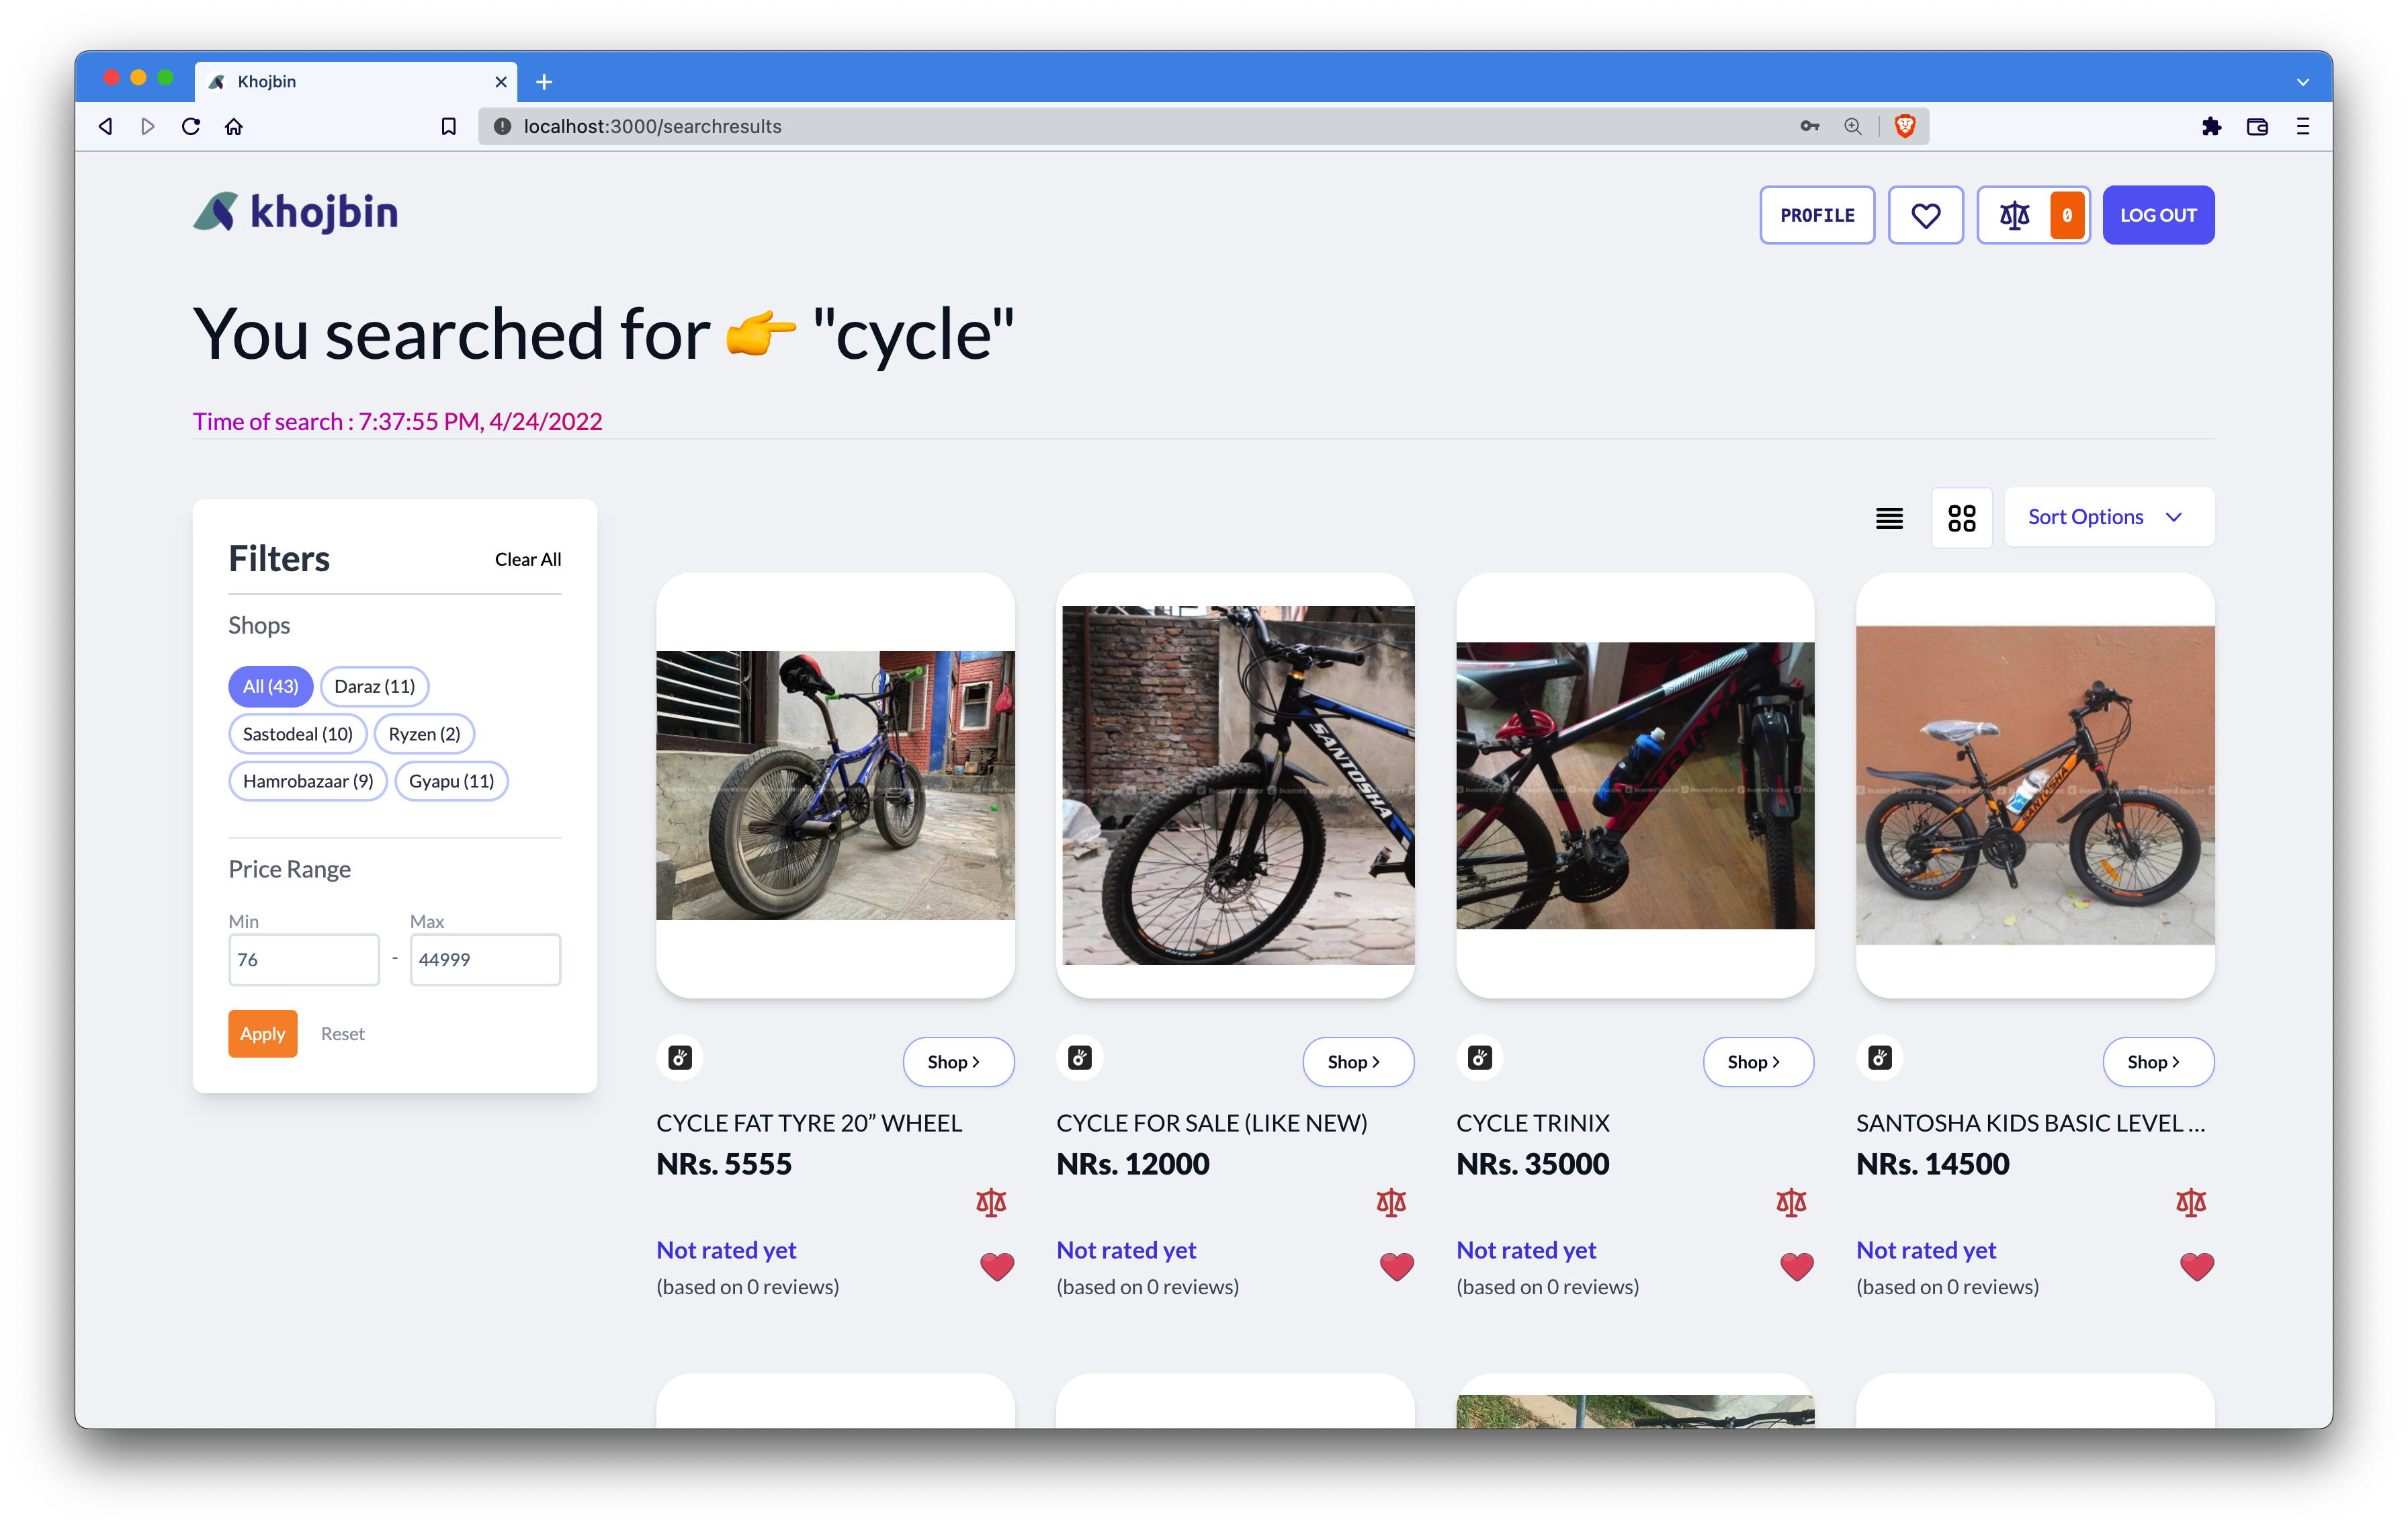 Khojbin
localhost:3000/searchresults
khojbin
PROFILE
0
LOG OUT
You searched for 👉 "cycle"
Time of search : 7:37:55 PM, 4/24/2022
Sort Options
Filters
Clear All
Shops
All (43)
Daraz (11)
Sastodeal (10)
Ryzen (2)
Hamrobazaar (9)
Gyapu (11)
Price Range
Min
Max
76
-
44999
Apply
Reset
SANTOSHA
SANTOSHA
Shop >
Shop >
Shop >
Shop >
CYCLE FAT TYRE 20” WHEEL
NRs. 5555
Not rated yet
(based on 0 reviews)
CYCLE FOR SALE (LIKE NEW)
NRs. 12000
Not rated yet
(based on 0 reviews)
CYCLE TRINIX
NRs. 35000
Not rated yet
(based on 0 reviews)
SANTOSHA KIDS BASIC LEVEL ...
NRs. 14500
Not rated yet
(based on 0 reviews)